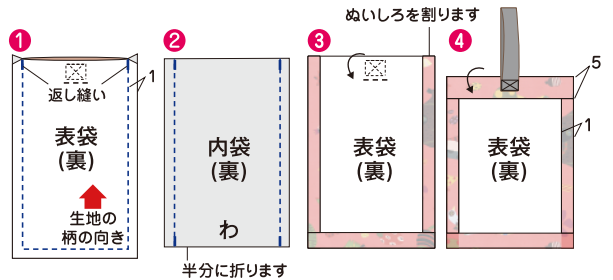 1
返し縫い
1
表袋
(裏)
生地の
柄の向き
2
内袋
(裏)
わ
半分に折ります
3
ぬいしろを割ります
表袋
(裏)
4
5
1
表袋
(裏)